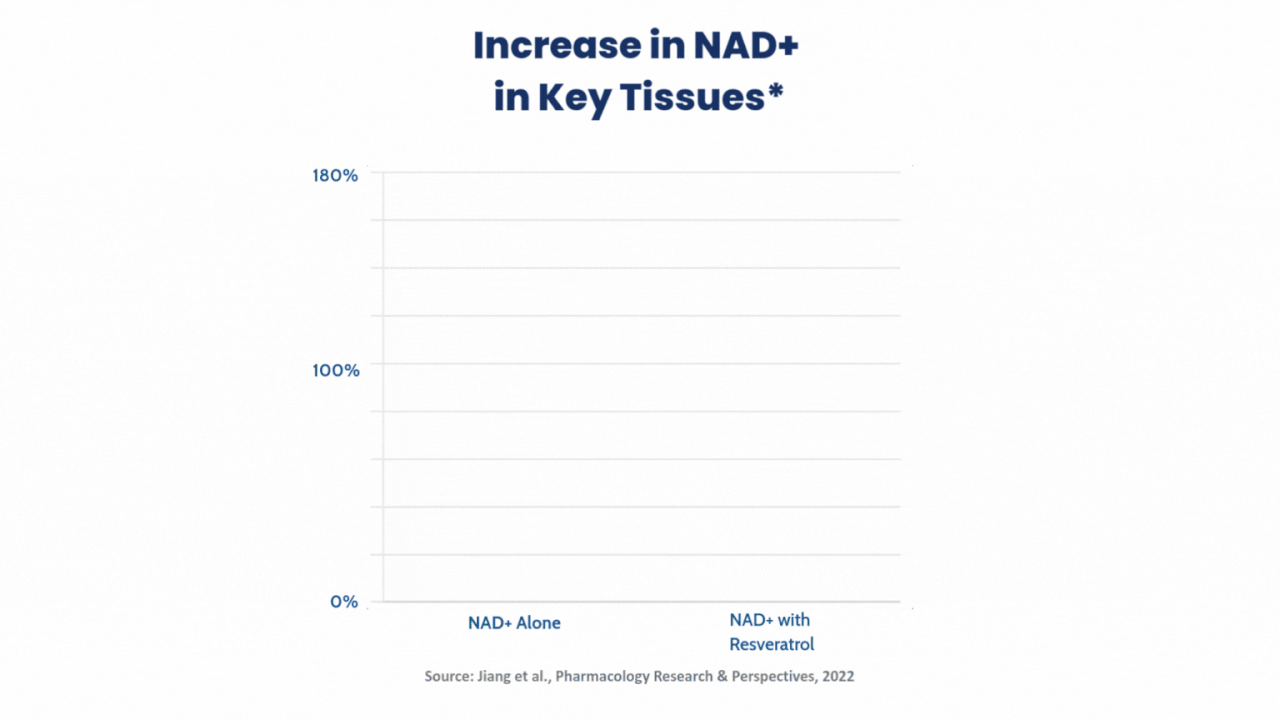 Increase in NAD+
in Key Tissues*
180%
100%
0%
NAD+ Alone
NAD+ with
Resveratrol
Source: Jiang et al., Pharmacology Research & Perspectives, 2022